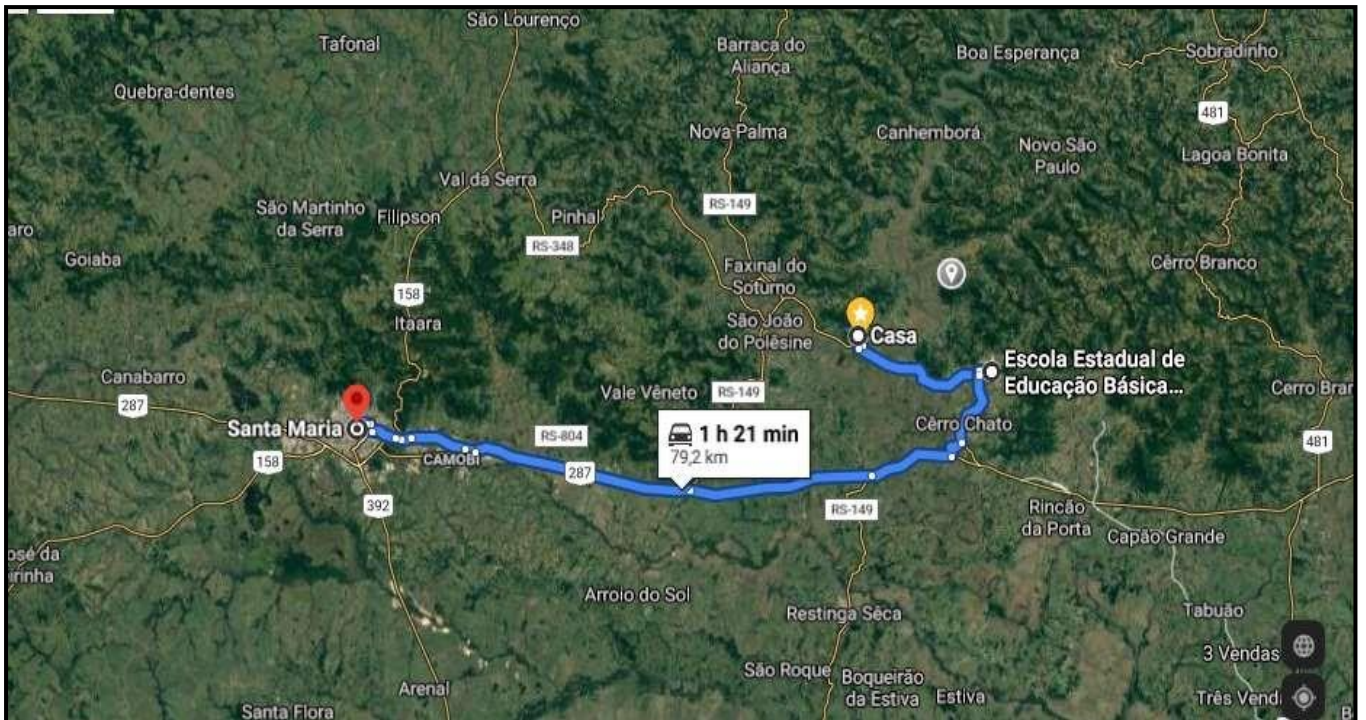 São Lourenço
Tafonal
Barraca do
Aliança
Boa Esperança
Sobradinho
Quebra-dentes
481
Nova Palma
Canhemborá
Novo São
Paulo
Lagoa Bonita
Val da Serra
São Martinho
da Serra
Filipson
Pinhal
RS-149
aro
RS-348
Goiaba
Faxinal do
Soturno
Cêrro Branco
158
Itaara
São João
do Polêsine
Casa
Escola Estadual de
Educação Básica...
Canabarro
287
Vale Vêneto
RS-149
Cerro Bran
Santa Maria
RS-804
1 h 21 min
79,2 km
Cêrro Chato
481
158
CAMOBI
287
392
RS-149
Rincão
da Porta
Capão Grande
osé da
irinha
Arroio do Sol
Restinga Sêca
Tabuão
3 Vendas
São Roque
Boqueirão
da Estiva
Estiva
Arenal
Três Vend
Santa Flora
B